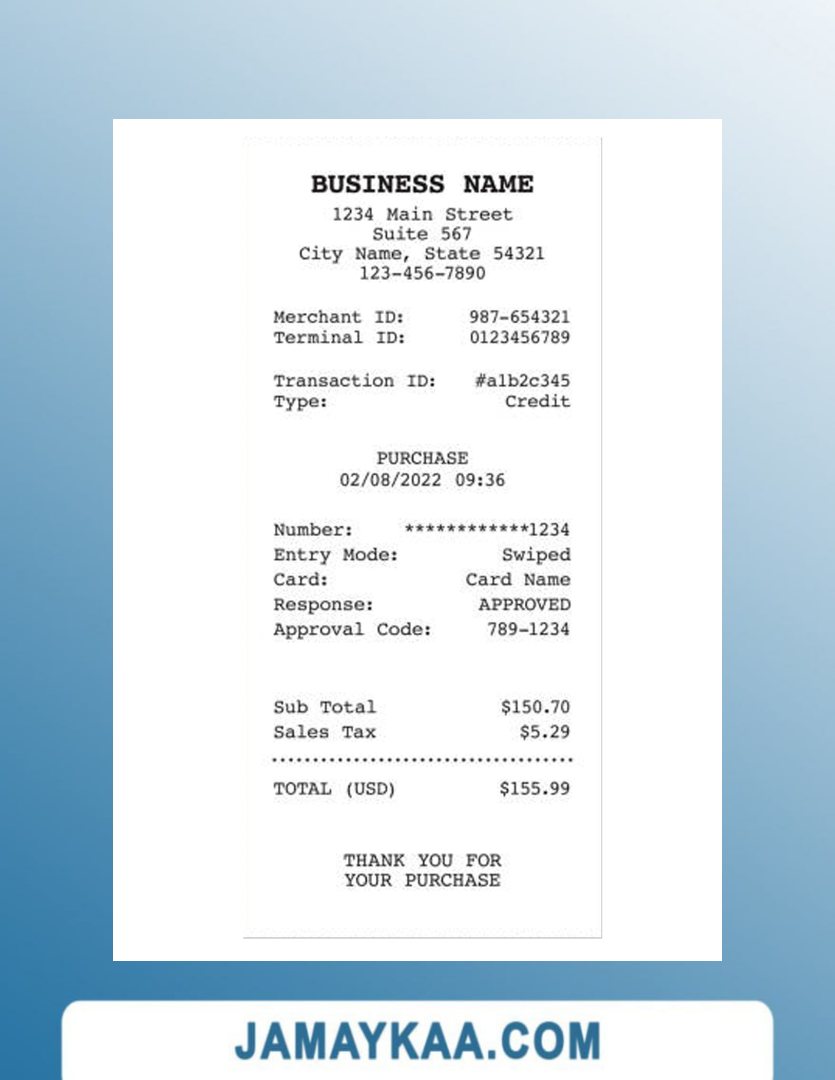 BUSINESS NAME
1234 Main Street
Suite 567
City Name, State 54321
123-456-7890
Merchant ID: 987-654321
Terminal ID: 0123456789
Transaction ID: #a1b2c345
Type: Credit
PURCHASE
02/08/2022 09:36
Number: ************1234
Entry Mode: Swiped
Card: Card Name
Response: APPROVED
Approval Code: 789-1234
Sub Total $150.70
Sales Tax $5.29
TOTAL (USD) $155.99
THANK YOU FOR
YOUR PURCHASE
JAMAYKAA.COM